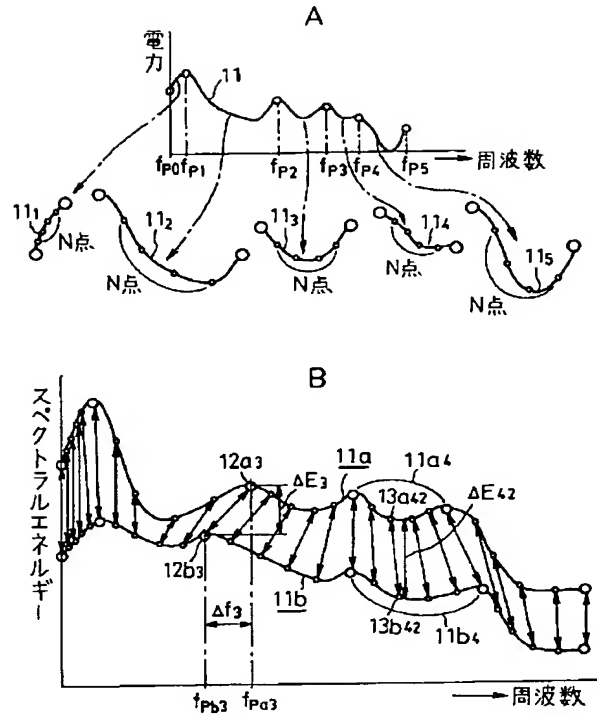 A
電力
11
fP0 fP1 fP2 fP3 fP4 fP5 周波数
11₁ 11₂ 11₃ 11₄ 11₅
N点 N点 N点 N点 N点
B
スペクトラルエネルギー
12a₃ ΔE₃ 11a 11a₄
13a₄₂ ΔE₄₂
12b₃ 11b 13b₄₂ 11b₄
Δf₃
fPb3 fPa3 周波数